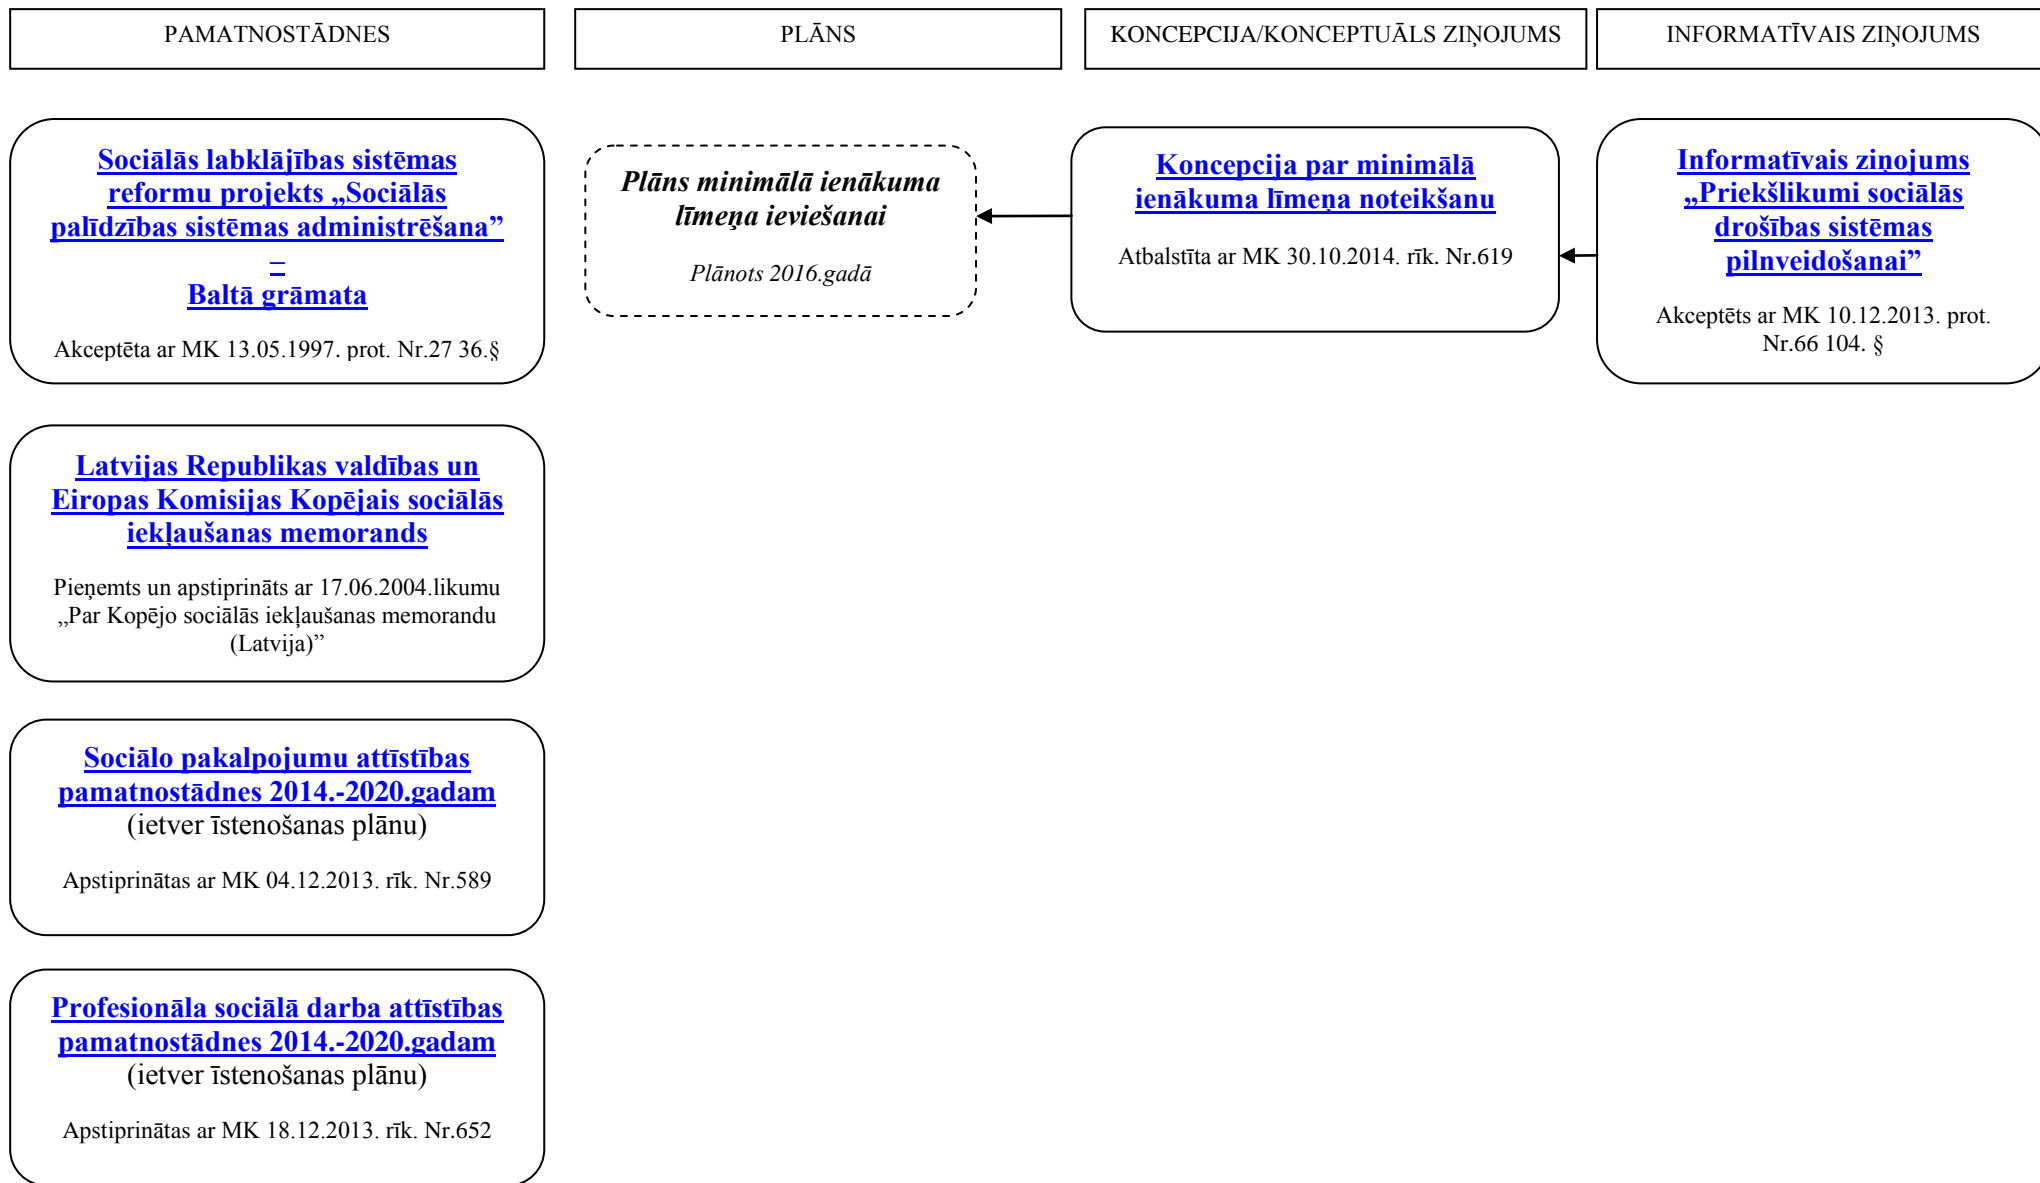 PAMATNOSTĀDNES
PLĀNS
KONCEPCIJA/KONCEPTUĀLS ZIŅOJUMS
INFORMATĪVAIS ZIŅOJUMS
Sociālās labklājības sistēmas
reformu projekts „Sociālās
palīdzības sistēmas administrēšana”
–
Baltā grāmata
Akceptēta ar MK 13.05.1997. prot. Nr.27 36.§
Plāns minimālā ienākuma
līmeņa ieviešanai
Plānots 2016.gadā
Koncepcija par minimālā
ienākuma līmeņa noteikšanu
Atbalstīta ar MK 30.10.2014. rīk. Nr.619
Informatīvais ziņojums
„Priekšlikumi sociālās
drošības sistēmas
pilnveidošanai”
Akceptēts ar MK 10.12.2013. prot.
Nr.66 104. §
Latvijas Republikas valdības un
Eiropas Komisijas Kopējais sociālās
iekļaušanas memorands
Pieņemts un apstiprināts ar 17.06.2004.likumu
„Par Kopējo sociālās iekļaušanas memorandu
(Latvija)”
Sociālo pakalpojumu attīstības
pamatnostādnes 2014.-2020.gadam
(ietver īstenošanas plānu)
Apstiprinātas ar MK 04.12.2013. rīk. Nr.589
Profesionāla sociālā darba attīstības
pamatnostādnes 2014.-2020.gadam
(ietver īstenošanas plānu)
Apstiprinātas ar MK 18.12.2013. rīk. Nr.652